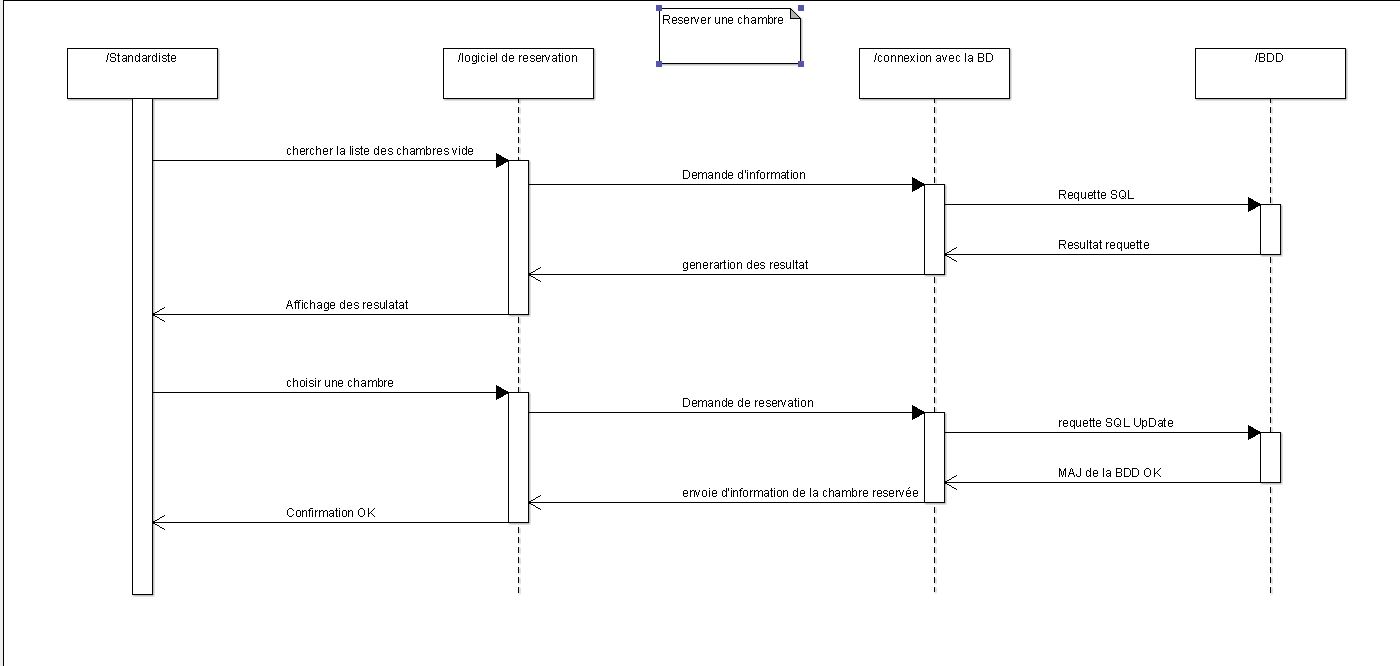 Reserver une chambre
/Standardiste
/logiciel de reservation
/connexion avec la BD
/BDD
chercher la liste des chambres vide
Demande d'information
Requette SQL
Resultat requette
generartion des resultat
Affichage des resulatat
choisir une chambre
Demande de reservation
requette SQL UpDate
MAJ de la BDD OK
envoie d'information de la chambre reservée
Confirmation OK